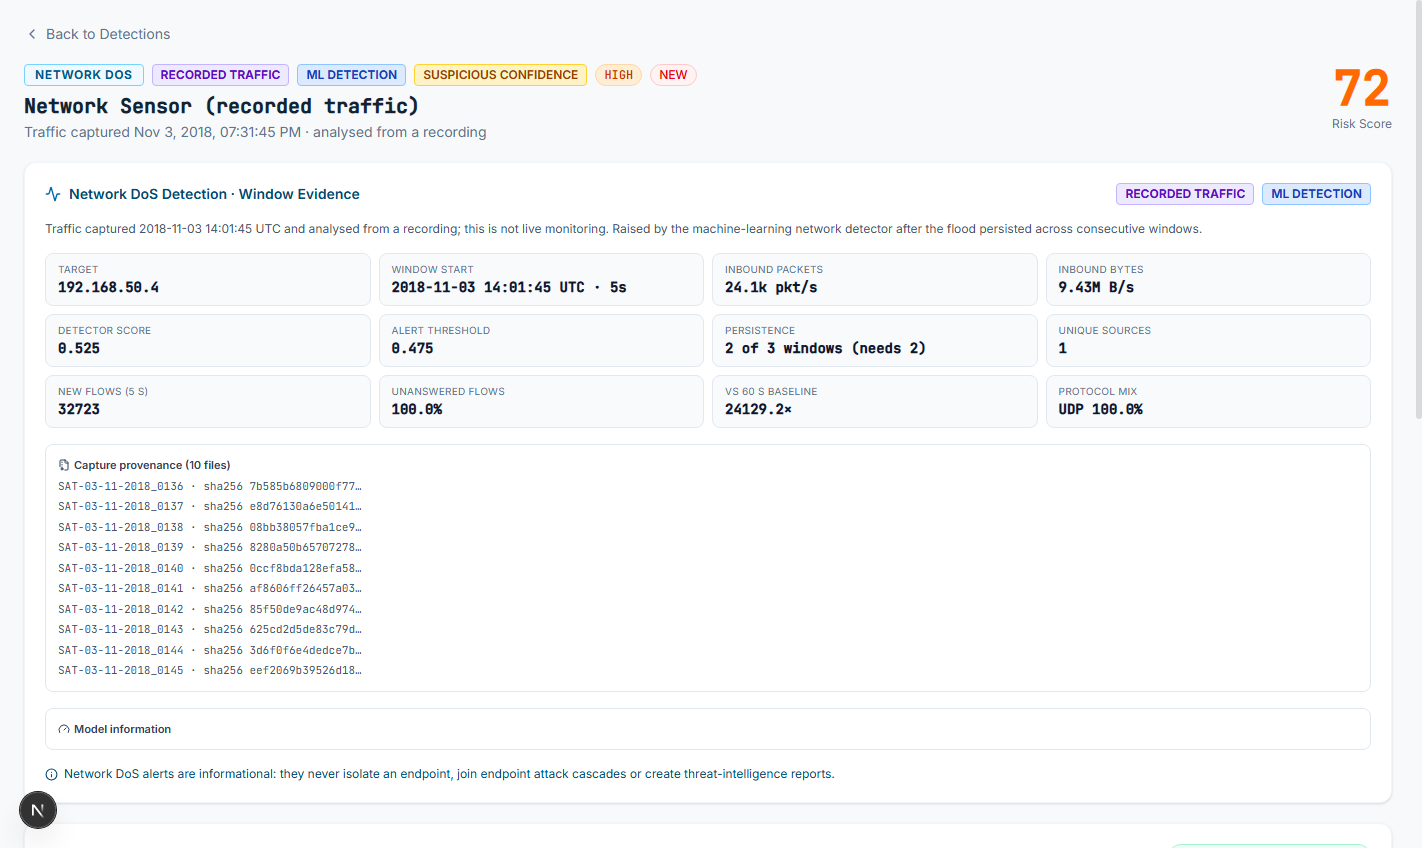 Back to Detections
NETWORK DOS RECORDED TRAFFIC ML DETECTION SUSPICIOUS CONFIDENCE HIGH NEW
Network Sensor (recorded traffic)
Traffic captured Nov 3, 2018, 07:31:45 PM · analysed from a recording
72
Risk Score
Network DoS Detection · Window Evidence
RECORDED TRAFFIC ML DETECTION
Traffic captured 2018-11-03 14:01:45 UTC and analysed from a recording; this is not live monitoring. Raised by the machine-learning network detector after the flood persisted across consecutive windows.
TARGET
192.168.50.4
WINDOW START
2018-11-03 14:01:45 UTC · 5s
INBOUND PACKETS
24.1k pkt/s
INBOUND BYTES
9.43M B/s
DETECTOR SCORE
0.525
ALERT THRESHOLD
0.475
PERSISTENCE
2 of 3 windows (needs 2)
UNIQUE SOURCES
1
NEW FLOWS (5 S)
32723
UNANSWERED FLOWS
100.0%
VS 60 S BASELINE
24129.2×
PROTOCOL MIX
UDP 100.0%
Capture provenance (10 files)
SAT-03-11-2018_0136 · sha256 7b585b6809000f77…
SAT-03-11-2018_0137 · sha256 e8d76130a6e50141…
SAT-03-11-2018_0138 · sha256 08bb38057fba1ce9…
SAT-03-11-2018_0139 · sha256 8280a50b65707278…
SAT-03-11-2018_0140 · sha256 0ccf8bda128efa58…
SAT-03-11-2018_0141 · sha256 af8606ff26457a03…
SAT-03-11-2018_0142 · sha256 85f50de9ac48d974…
SAT-03-11-2018_0143 · sha256 625cd2d5de83c79d…
SAT-03-11-2018_0144 · sha256 3d6f0f6e4dedce7b…
SAT-03-11-2018_0145 · sha256 eef2069b39526d18…
Model information
Network DoS alerts are informational: they never isolate an endpoint, join endpoint attack cascades or create threat-intelligence reports.
N